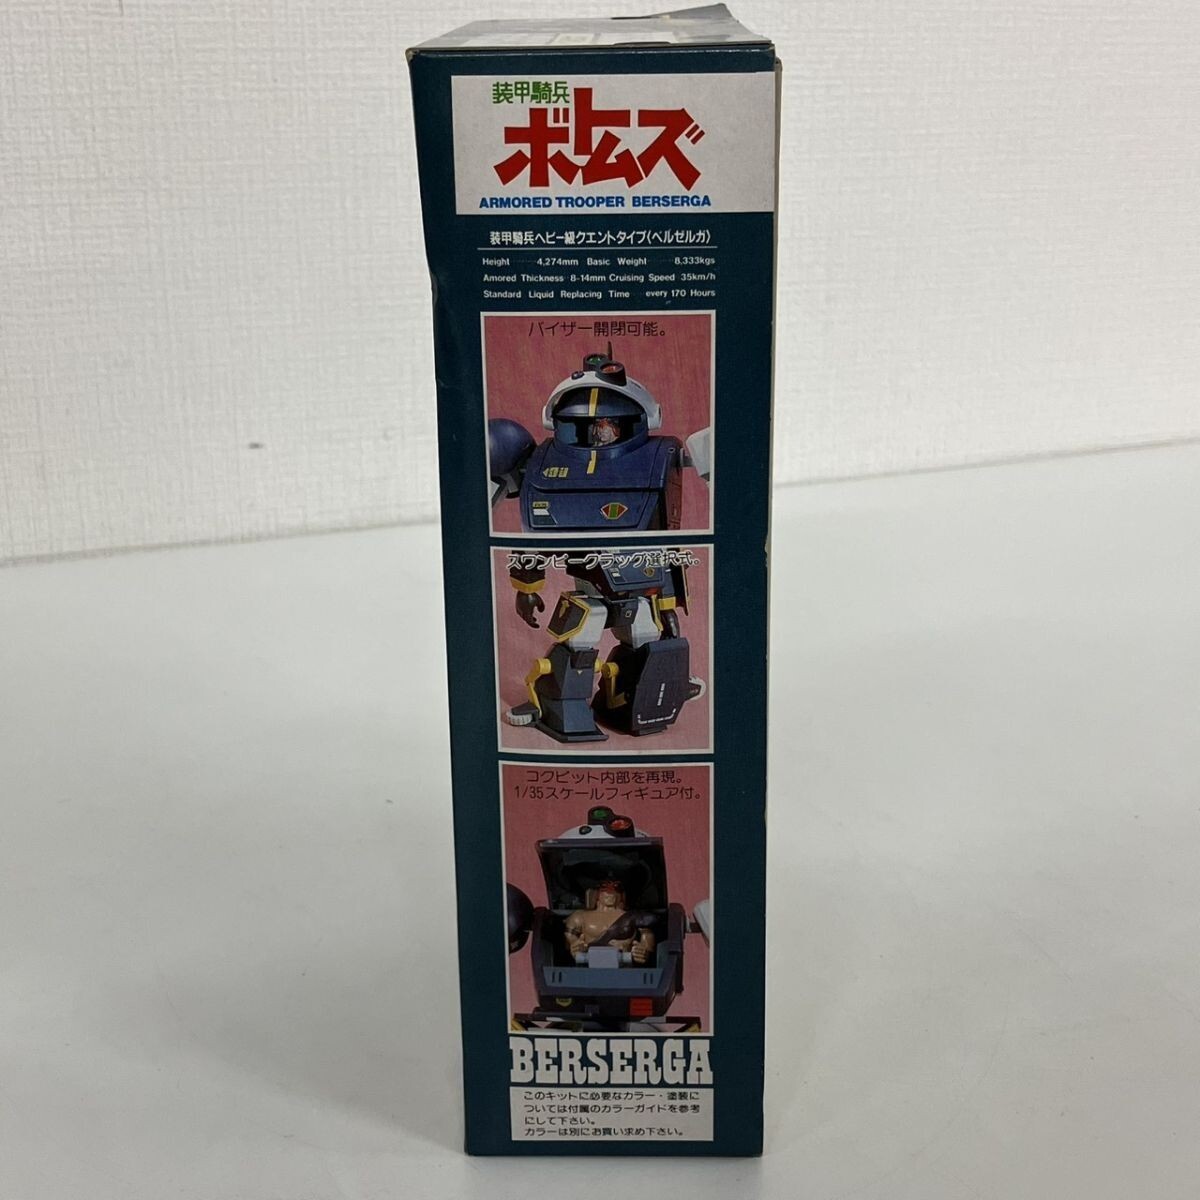 装甲騎兵
ボトムズ
ARMORED TROOPER BERSERGA
装甲騎兵ヘビー級クエントタイプ〈ベルゼルガ〉
Height 4,274mm Basic Weight 8,333kgs
Amored Thickness 8-14mm Cruising Speed 35km/h
Standard Liquid Replacing Time every 170 Hours
バイザー開閉可能。
スワンピークラッグ選択式。
コクピット内部を再現。
1/35スケールフィギュア付。
BERSERGA
このキットに必要なカラー・塗装に
ついては付属のカラーガイドを参考
にして下さい。
カラーは別にお買い求め下さい。